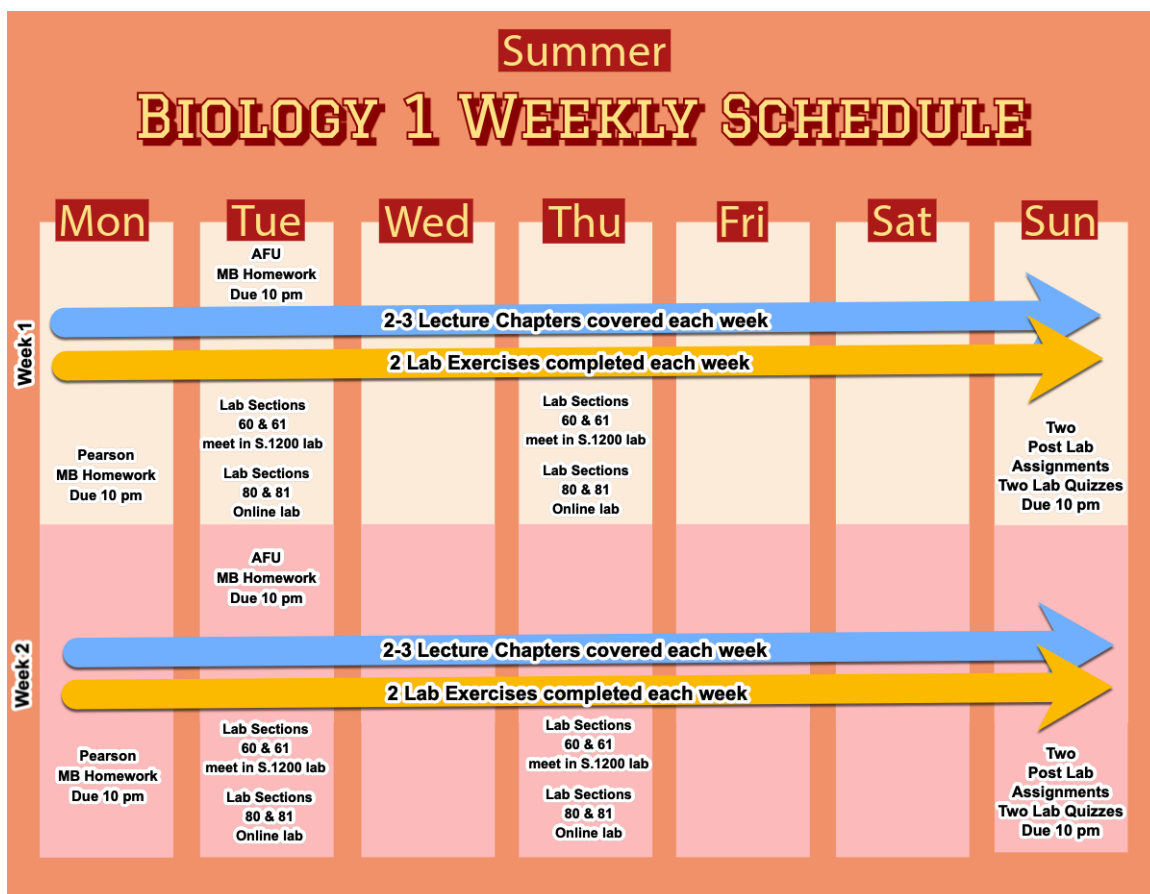 Summer
Biology 1 Weekly Schedule
Mon
Tue
Wed
Thu
Fri
Sat
Sun
Week 1
AFU
MB Homework
Due 10 pm
2-3 Lecture Chapters covered each week
2 Lab Exercises completed each week
Pearson
MB Homework
Due 10 pm
Lab Sections
60 & 61
meet in S.1200 lab
Lab Sections
80 & 81
Online lab
Lab Sections
60 & 61
meet in S.1200 lab
Lab Sections
80 & 81
Online lab
Two
Post Lab
Assignments
Two Lab Quizzes
Due 10 pm
Week 2
AFU
MB Homework
Due 10 pm
2-3 Lecture Chapters covered each week
2 Lab Exercises completed each week
Pearson
MB Homework
Due 10 pm
Lab Sections
60 & 61
meet in S.1200 lab
Lab Sections
80 & 81
Online lab
Lab Sections
60 & 61
meet in S.1200 lab
Lab Sections
80 & 81
Online lab
Two
Post Lab
Assignments
Two Lab Quizzes
Due 10 pm